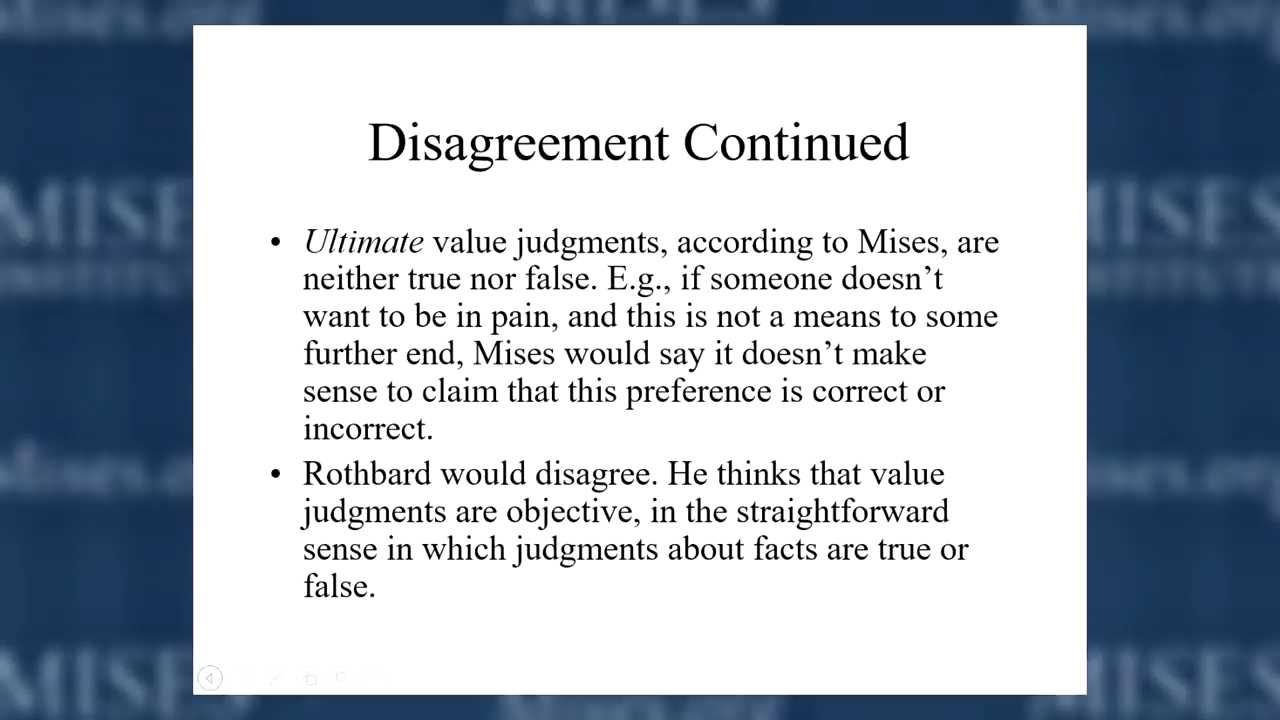 Disagreement Continued
• Ultimate value judgments, according to Mises, are
neither true nor false. E.g., if someone doesn’t
want to be in pain, and this is not a means to some
further end, Mises would say it doesn’t make
sense to claim that this preference is correct or
incorrect.
• Rothbard would disagree. He thinks that value
judgments are objective, in the straightforward
sense in which judgments about facts are true or
false.